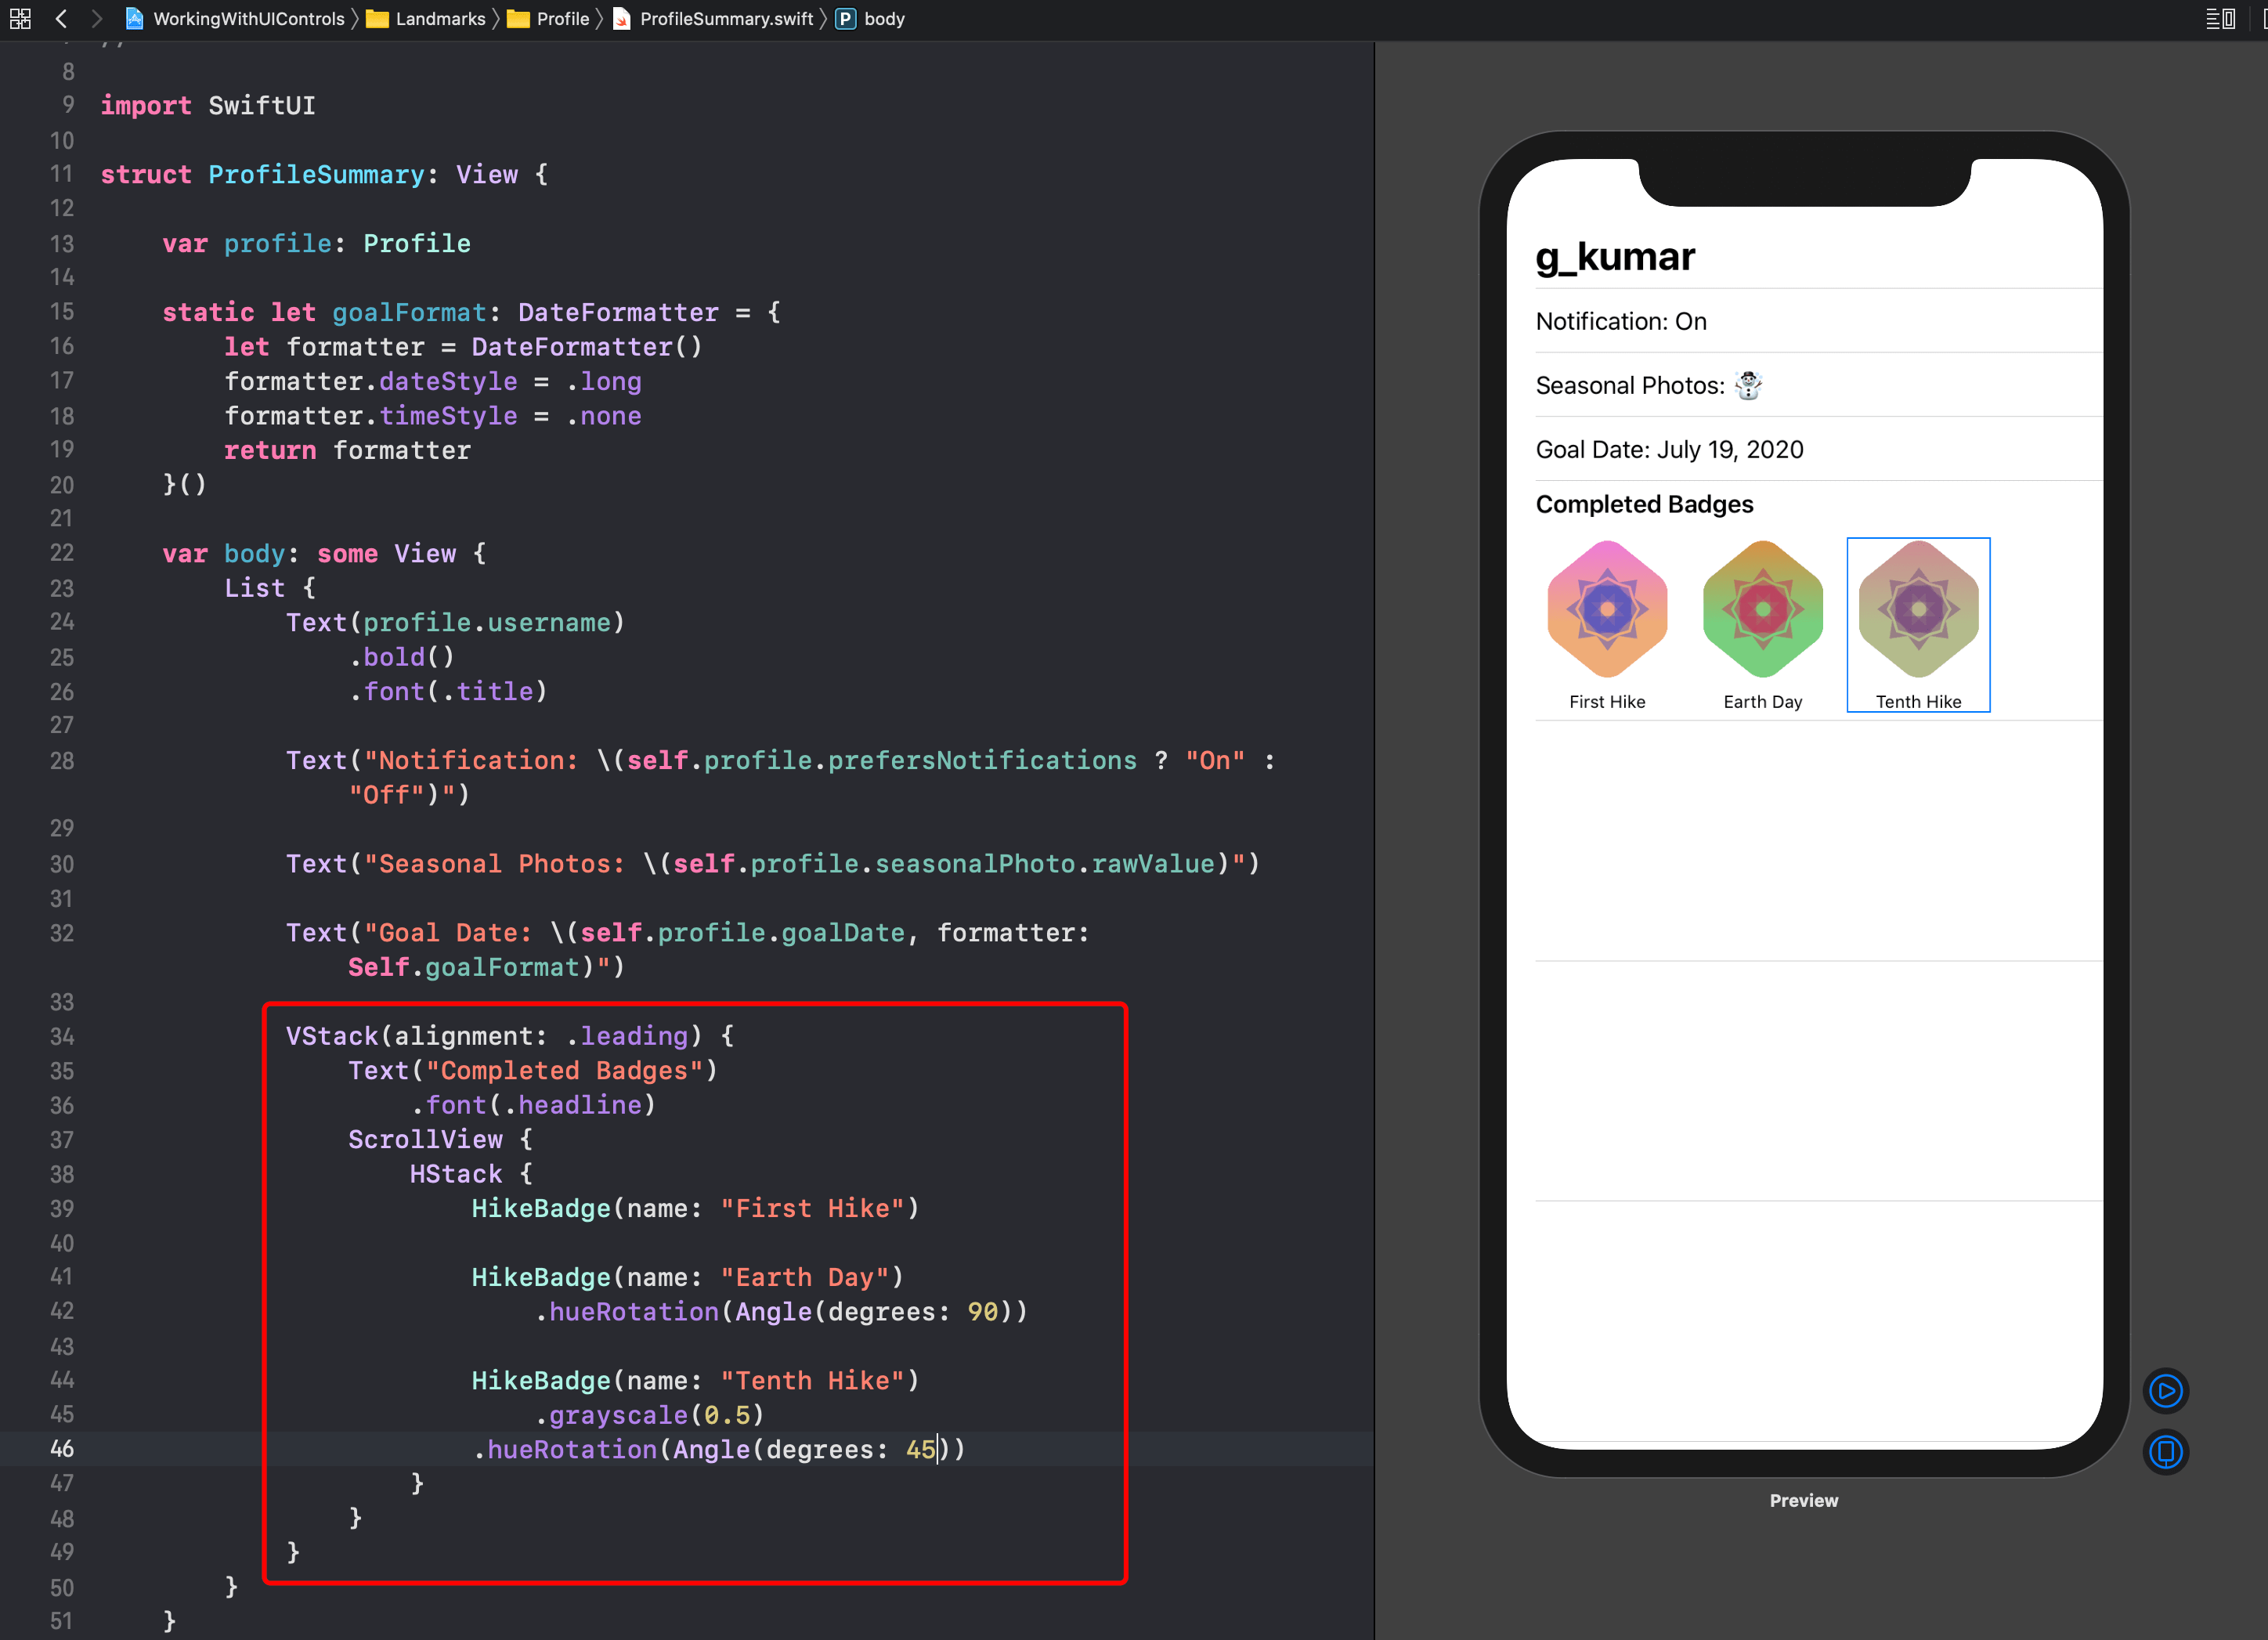 WorkingWithUIControls 〉 Landmarks 〉 Profile 〉 ProfileSummary.swift 〉 P body
8
9 import SwiftUI
10
11 struct ProfileSummary: View {
12
13     var profile: Profile
14
15     static let goalFormat: DateFormatter = {
16         let formatter = DateFormatter()
17         formatter.dateStyle = .long
18         formatter.timeStyle = .none
19         return formatter
20     }()
21
22     var body: some View {
23         List {
24             Text(profile.username)
25                 .bold()
26                 .font(.title)
27
28             Text("Notification: \(self.profile.prefersNotifications ? "On" :
                "Off")")
29
30             Text("Seasonal Photos: \(self.profile.seasonalPhoto.rawValue)")
31
32             Text("Goal Date: \(self.profile.goalDate, formatter:
                Self.goalFormat)")
33
34             VStack(alignment: .leading) {
35                 Text("Completed Badges")
36                     .font(.headline)
37                 ScrollView {
38                     HStack {
39                         HikeBadge(name: "First Hike")
40
41                         HikeBadge(name: "Earth Day")
42                             .hueRotation(Angle(degrees: 90))
43
44                         HikeBadge(name: "Tenth Hike")
45                             .grayscale(0.5)
46                         .hueRotation(Angle(degrees: 45))
47                     }
48                 }
49             }
50         }
51     }
g_kumar
Notification: On
Seasonal Photos: ☃️
Goal Date: July 19, 2020
Completed Badges
First Hike
Earth Day
Tenth Hike
Preview